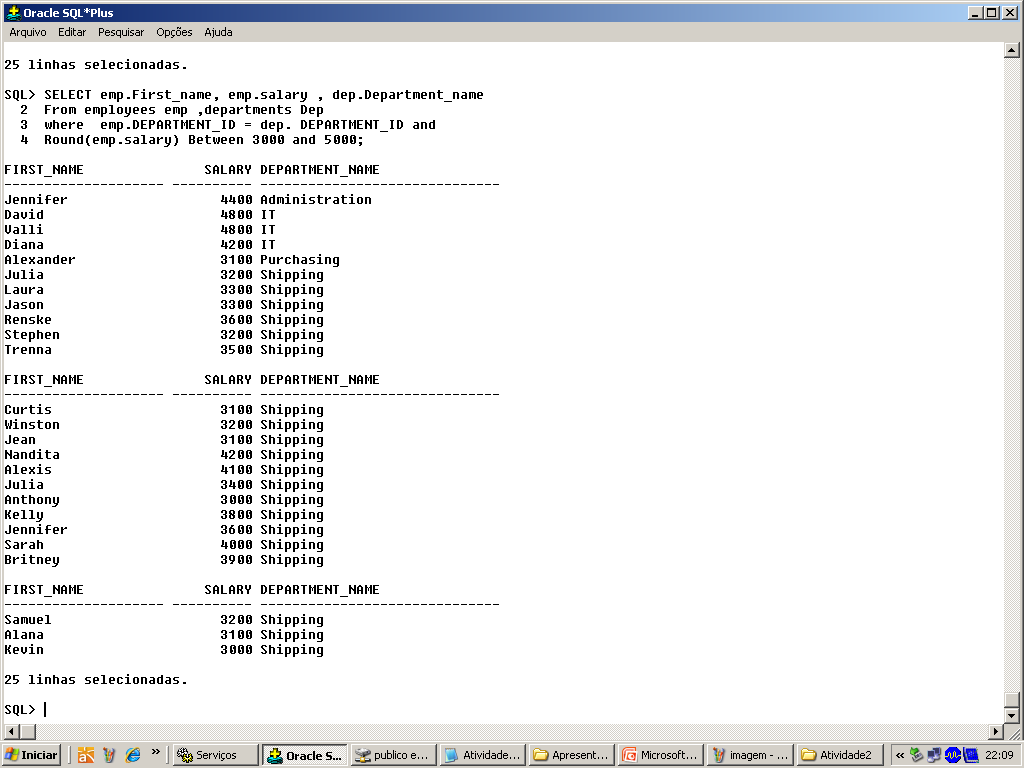 Oracle SQL*Plus
Arquivo Editar Pesquisar Opções Ajuda
25 linhas selecionadas.
SQL> SELECT emp.First_name, emp.salary , dep.Department_name
2 From employees emp ,departments Dep
3 where  emp.DEPARTMENT_ID = dep. DEPARTMENT_ID and
4 Round(emp.salary) Between 3000 and 5000;
FIRST_NAME SALARY DEPARTMENT_NAME
-------------------- ---------- ------------------------------
Jennifer 4400 Administration
David 4800 IT
Valli 4800 IT
Diana 4200 IT
Alexander 3100 Purchasing
Julia 3200 Shipping
Laura 3300 Shipping
Jason 3300 Shipping
Renske 3600 Shipping
Stephen 3200 Shipping
Trenna 3500 Shipping
FIRST_NAME SALARY DEPARTMENT_NAME
-------------------- ---------- ------------------------------
Curtis 3100 Shipping
Winston 3200 Shipping
Jean 3100 Shipping
Nandita 4200 Shipping
Alexis 4100 Shipping
Julia 3400 Shipping
Anthony 3000 Shipping
Kelly 3800 Shipping
Jennifer 3600 Shipping
Sarah 4000 Shipping
Britney 3900 Shipping
FIRST_NAME SALARY DEPARTMENT_NAME
-------------------- ---------- ------------------------------
Samuel 3200 Shipping
Alana 3100 Shipping
Kevin 3000 Shipping
25 linhas selecionadas.
SQL>
Iniciar » Serviços Oracle S... publico e... Atividade... Apresent... Microsoft... imagem - ... Atividade2 « 22:09